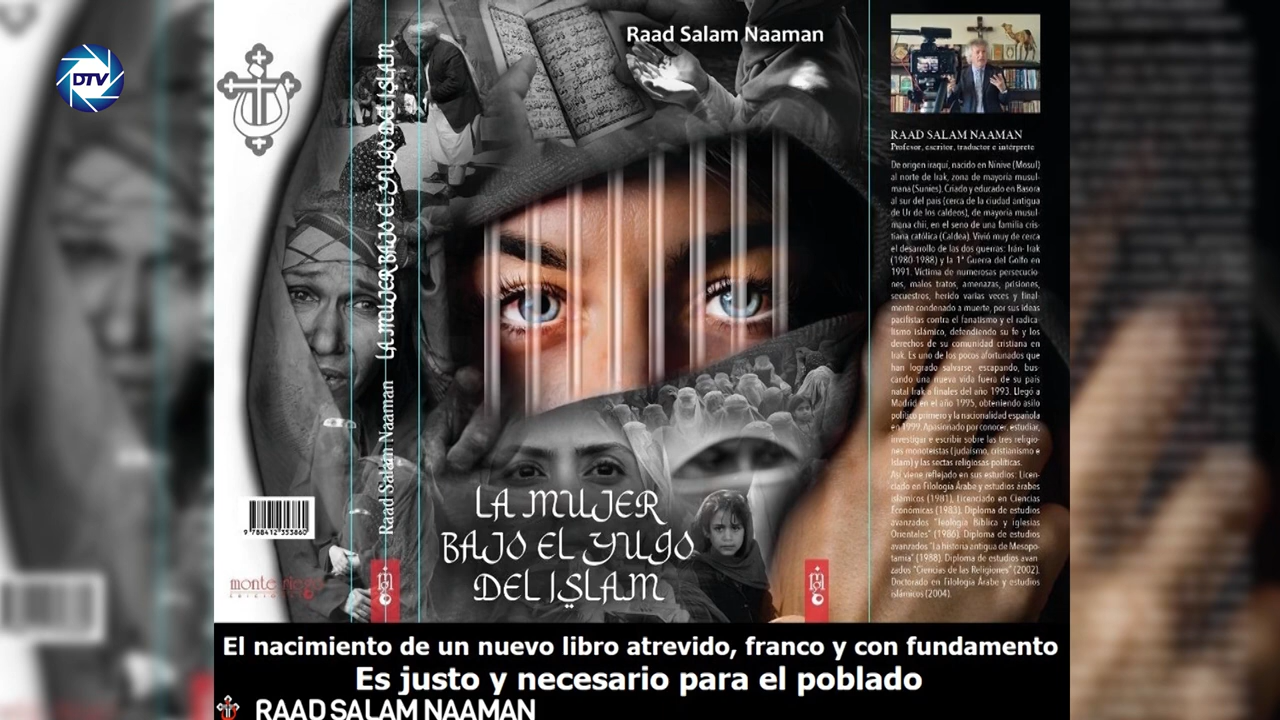 DTV
Raad Salam Naaman
LA MUJER BAJO EL YUGO DEL ISLAM
Raad Salam Naaman
LA MUJER
BAJO EL YUGO
DEL ISLAM
9 788412 353860
RAAD SALAM NAAMAN
Profesor, escritor, traductor e intérprete
De origen iraquí, nacido en Nínive (Mosul)
al norte de Irak, zona de mayoría musul-
mana (Suníes). Criado y educado en Basora
al sur del país (cerca de la ciudad antigua
de Ur de los caldeos), de mayoría musul-
mana chií, en el seno de una familia cris-
tiana católica (Caldea). Vivió muy de cerca
el desarrollo de las dos guerras: Irán- Irak
(1980-1988) y la 1ª Guerra del Golfo en
1991. Víctima de numerosas persecucio-
nes, malos tratos, amenazas, prisiones,
secuestros, herido varias veces y final-
mente condenado a muerte, por sus ideas
pacifistas contra el fanatismo y el radica-
lismo islámico, defendiendo su fe y los
derechos de su comunidad cristiana en
Irak. Es uno de los pocos afortunados que
han logrado salvarse, escapando, bus-
cando una nueva vida fuera de su país
natal Irak a finales del año 1993. Llegó a
Madrid en el año 1995, obteniendo asilo
político primero y la nacionalidad española
en 1999. Apasionado por conocer, estudiar,
investigar e escribir sobre las tres religio-
nes monoteístas (judaísmo, cristianismo e
Islam) y las sectas religiosas políticas.
Así viene reflejado en sus estudios: Licen-
ciado en Filología Árabe y estudios árabes
islámicos (1981), Licenciado en Ciencias
Económicas (1983), Diploma de estudios
avanzados "Teología Bíblica y iglesias
Orientales" (1986). Diploma de estudios
avanzados "La historia antigua de Mesopo-
tamia" (1988). Diploma de estudios avan-
zados "Ciencias de las Religiones" (2002).
Doctorado en Filología Árabe y estudios
islámicos (2004).
El nacimiento de un nuevo libro atrevido, franco y con fundamento
Es justo y necesario para el poblado
RAAD SALAM NAAMAN